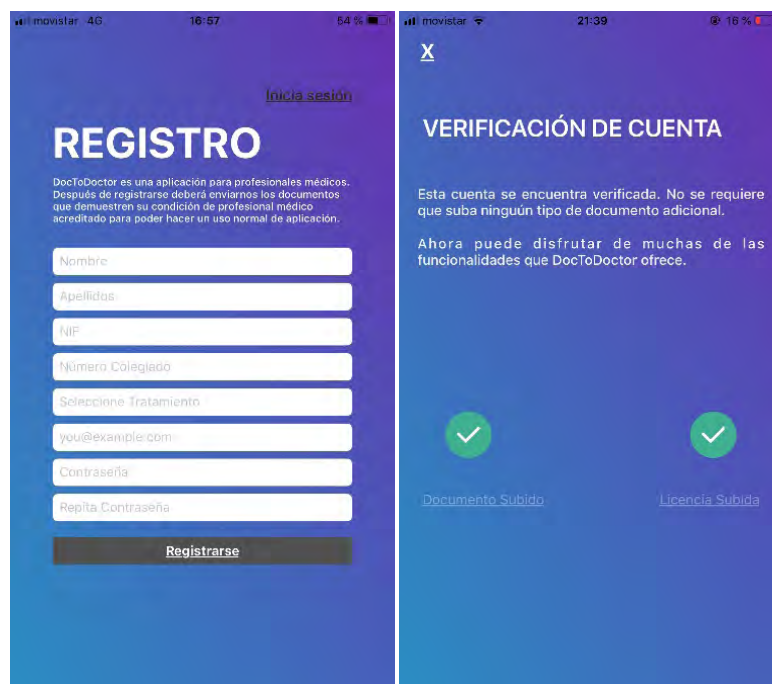 movistar 4G 16:57 54 %
Inicia sesión
REGISTRO
DocToDoctor es una aplicación para profesionales médicos.
Después de registrarse deberá enviarnos los documentos
que demuestren su condición de profesional médico
acreditado para poder hacer un uso normal de aplicación.
Nombre
Apellidos
NIF
Número Colegiado
Seleccione Tratamiento
you@example.com
Contraseña
Repita Contraseña
Registrarse
movistar 21:39 16 %
X
VERIFICACIÓN DE CUENTA
Esta cuenta se encuentra verificada. No se requiere
que suba ninguún tipo de documento adicional.
Ahora puede disfrutar de muchas de las
funcionalidades que DocToDoctor ofrece.
Documento Subido Licencia Subida